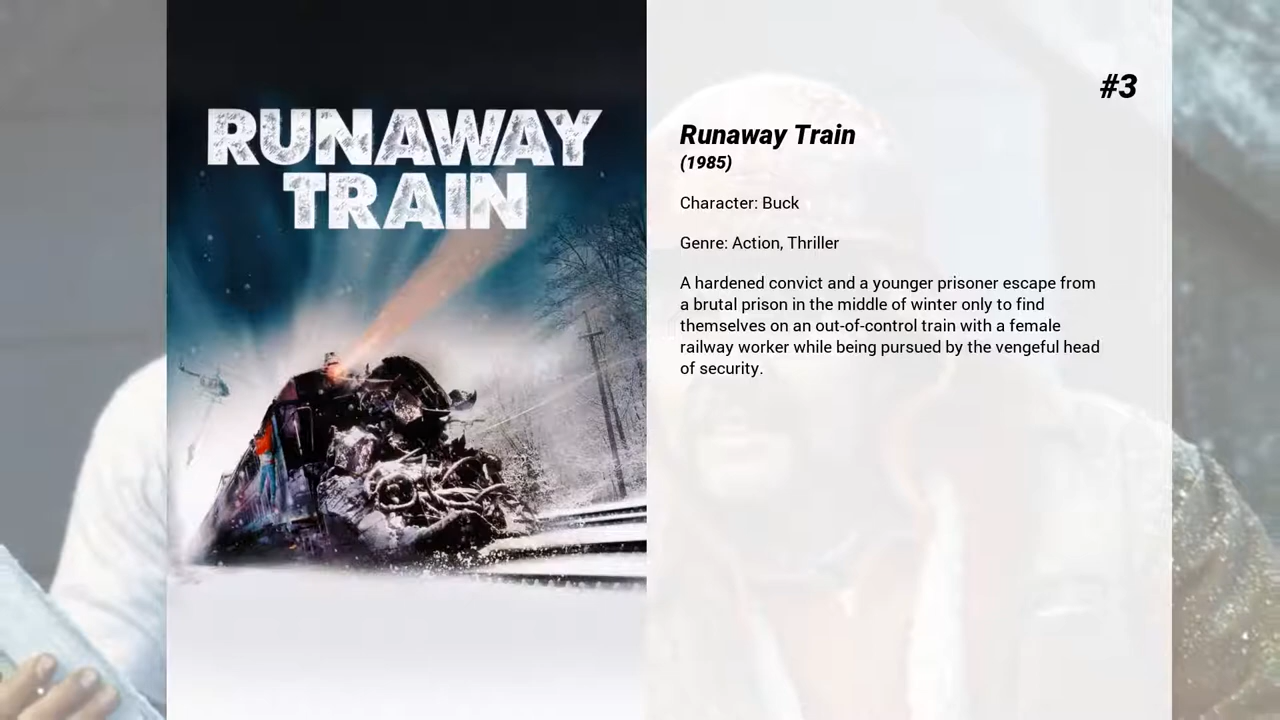 RUNAWAY
TRAIN
#3
Runaway Train
(1985)
Character: Buck
Genre: Action, Thriller
A hardened convict and a younger prisoner escape from
a brutal prison in the middle of winter only to find
themselves on an out-of-control train with a female
railway worker while being pursued by the vengeful head
of security.